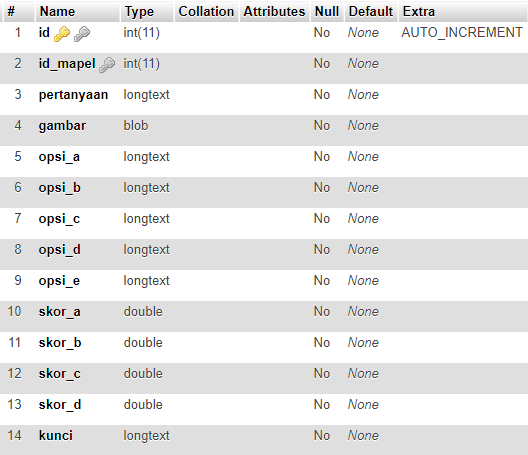 # Name Type Collation Attributes Null Default Extra
1 id int(11) No None AUTO_INCREMENT
2 id_mapel int(11) No None
3 pertanyaan longtext No None
4 gambar blob No None
5 opsi_a longtext No None
6 opsi_b longtext No None
7 opsi_c longtext No None
8 opsi_d longtext No None
9 opsi_e longtext No None
10 skor_a double No None
11 skor_b double No None
12 skor_c double No None
13 skor_d double No None
14 kunci longtext No None